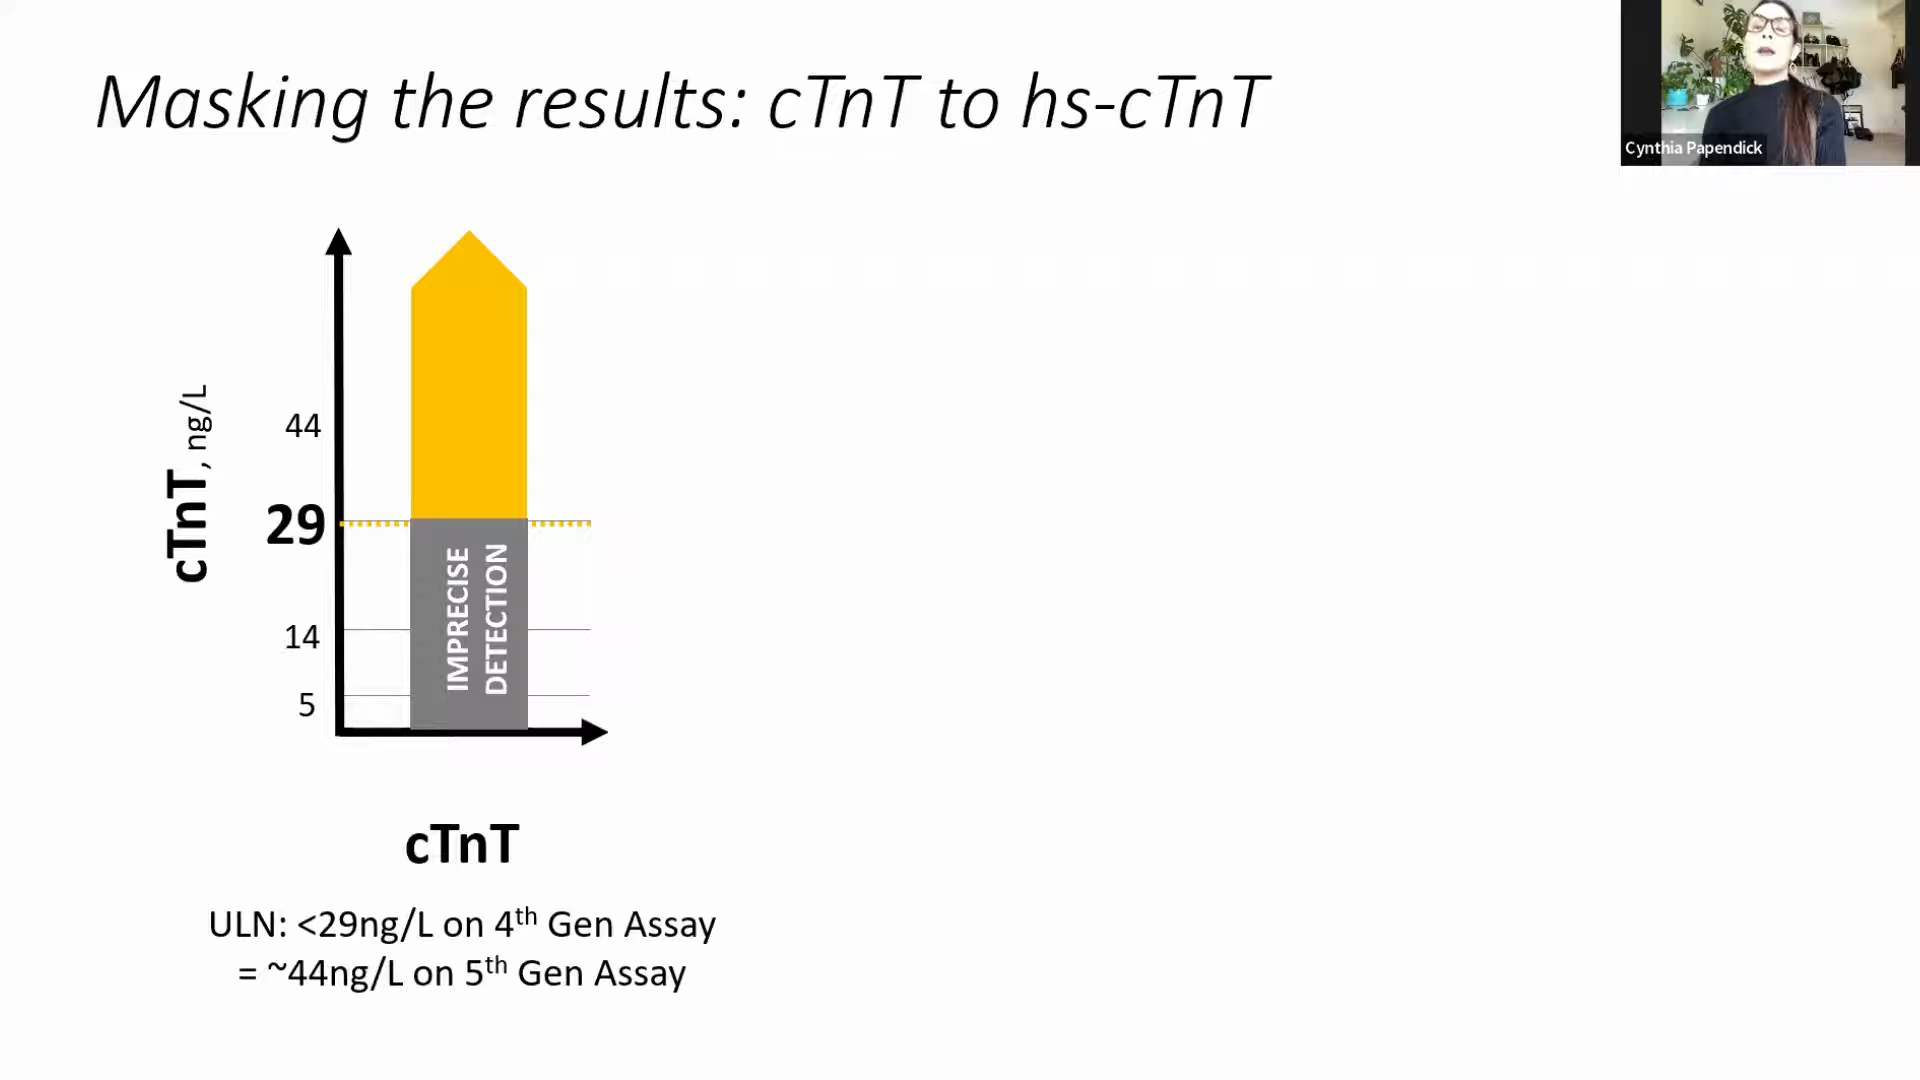 Masking the results: cTnT to hs-cTnT
Cynthia Papendick
cTnT, ng/L
44
29
14
5
IMPRECISE
DETECTION
cTnT
ULN: <29ng/L on 4th Gen Assay
= ~44ng/L on 5th Gen Assay